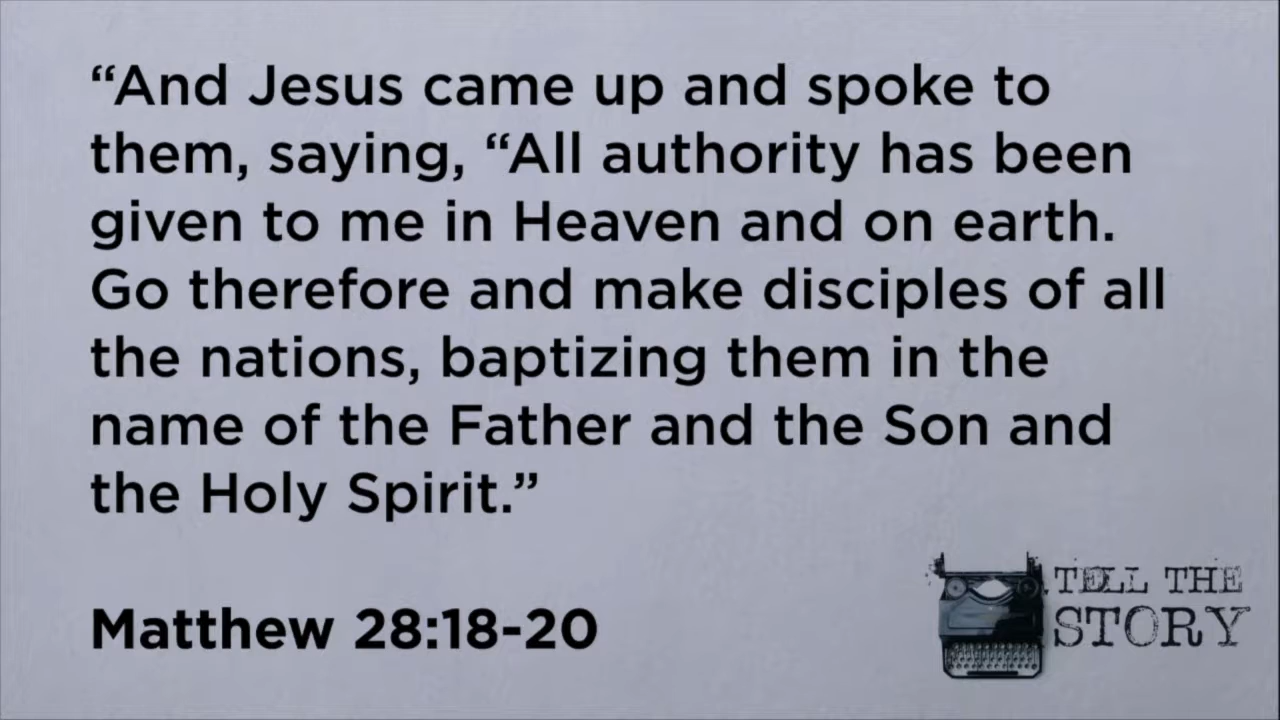 “And Jesus came up and spoke to
them, saying, “All authority has been
given to me in Heaven and on earth.
Go therefore and make disciples of all
the nations, baptizing them in the
name of the Father and the Son and
the Holy Spirit.”
Matthew 28:18-20
TELL THE
STORY